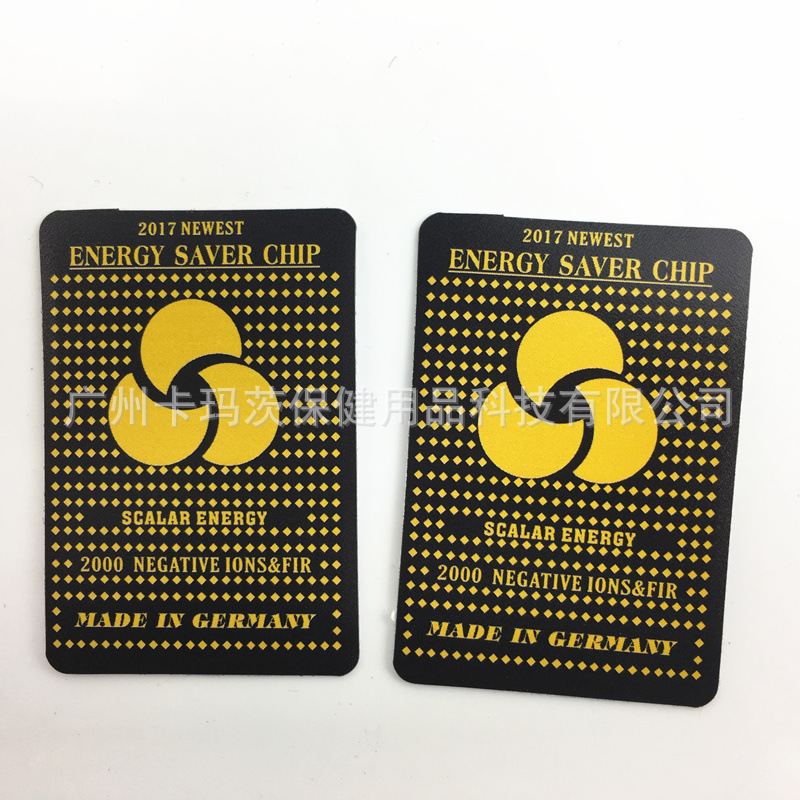 2017 NEWEST
ENERGY SAVER CHIP
SCALAR ENERGY
2000 NEGATIVE IONS&FIR
MADE IN GERMANY
2017 NEWEST
ENERGY SAVER CHIP
SCALAR ENERGY
2000 NEGATIVE IONS&FIR
MADE IN GERMANY
广州卡玛茨保健用品科技有限公司